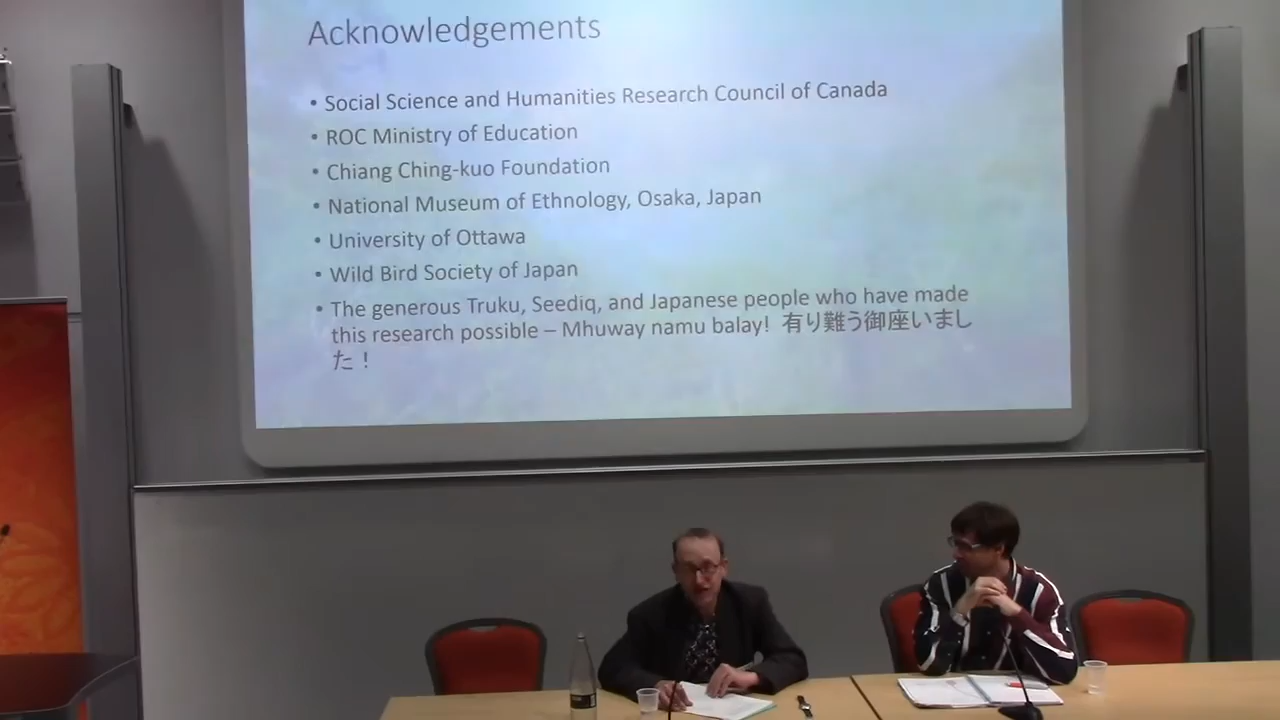 Acknowledgements
• Social Science and Humanities Research Council of Canada
• ROC Ministry of Education
• Chiang Ching-kuo Foundation
• National Museum of Ethnology, Osaka, Japan
• University of Ottawa
• Wild Bird Society of Japan
• The generous Truku, Seediq, and Japanese people who have made
this research possible – Mhuway namu balay! 有り難う御座いまし
た！